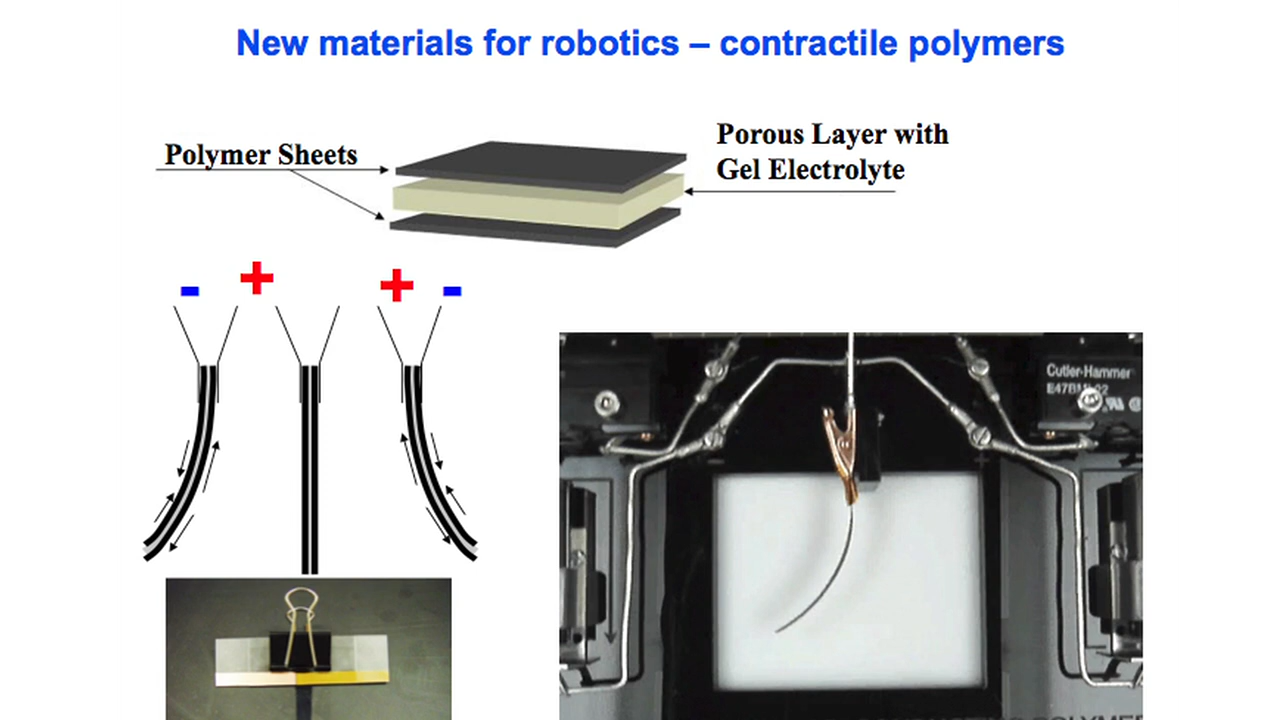 New materials for robotics – contractile polymers
Porous Layer with
Gel Electrolyte
Polymer Sheets
- + + -
Cutler-Hammer